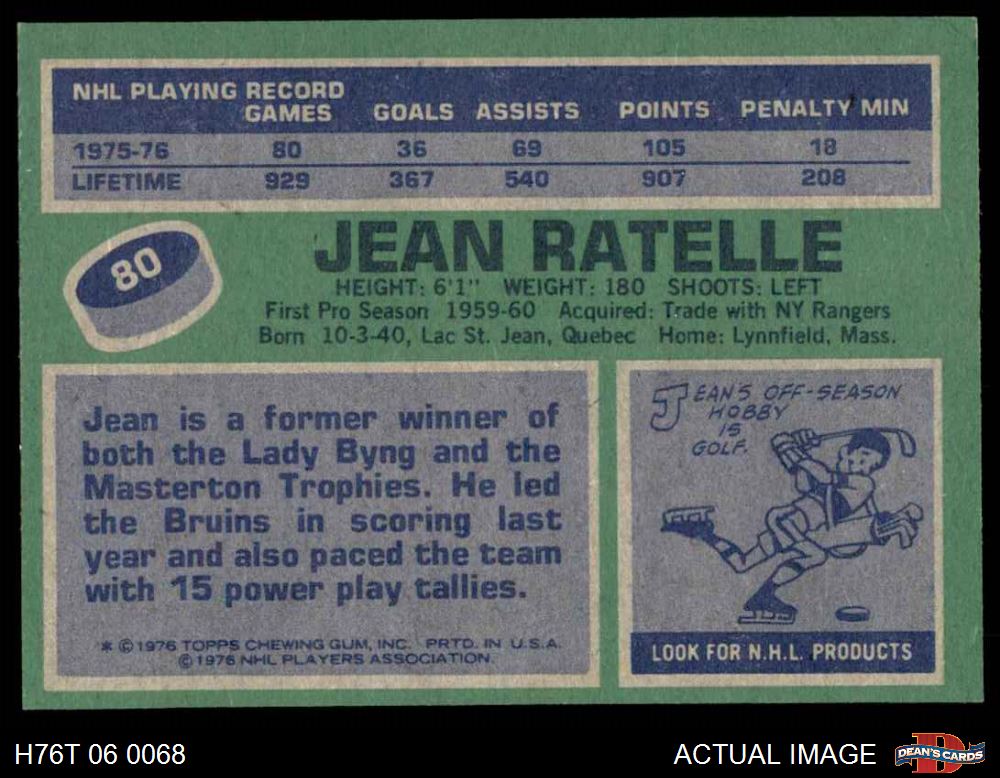 NHL PLAYING RECORD
GAMES GOALS ASSISTS POINTS PENALTY MIN
1975-76 80 36 69 105 18
LIFETIME 929 367 540 907 208
80
JEAN RATELLE
HEIGHT: 6'1" WEIGHT: 180 SHOOTS: LEFT
First Pro Season 1959-60 Acquired: Trade with NY Rangers
Born 10-3-40, Lac St. Jean, Quebec Home: Lynnfield, Mass.
Jean is a former winner of
both the Lady Byng and the
Masterton Trophies. He led
the Bruins in scoring last
year and also paced the team
with 15 power play tallies.
* © 1976 TOPPS CHEWING GUM, INC. PRTD. IN U.S.A.
© 1976 NHL PLAYERS ASSOCIATION.
JEAN'S OFF-SEASON
HOBBY
IS
GOLF.
LOOK FOR N.H.L. PRODUCTS
H76T 06 0068
ACTUAL IMAGE
D
DEAN'S CARDS